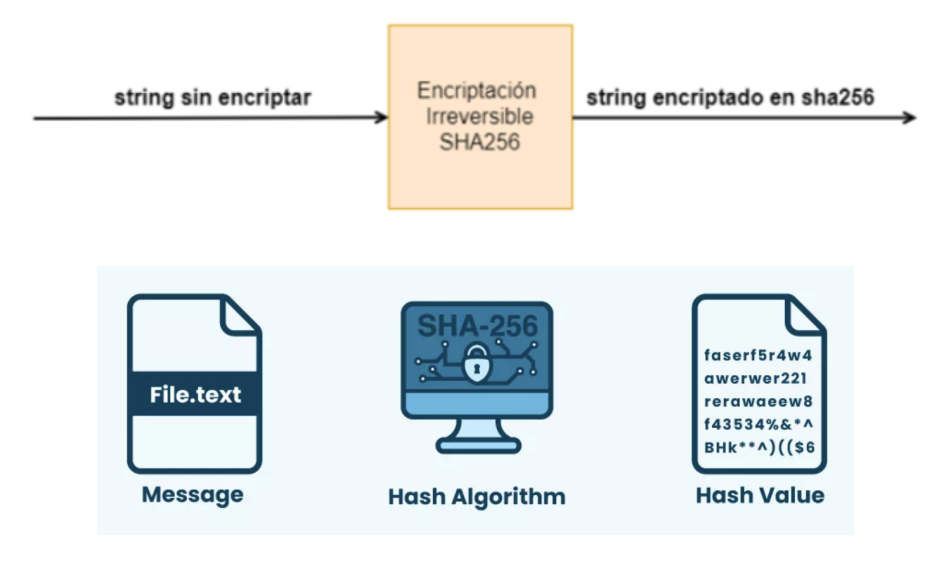 string sin encriptar
Encriptación
Irreversible
SHA256
string encriptado en sha256
SHA-256
File.text
faserf5r4w4
awerwer221
rerawaeew8
f43534%&*^
BHk**^)(($6
Message
Hash Algorithm
Hash Value